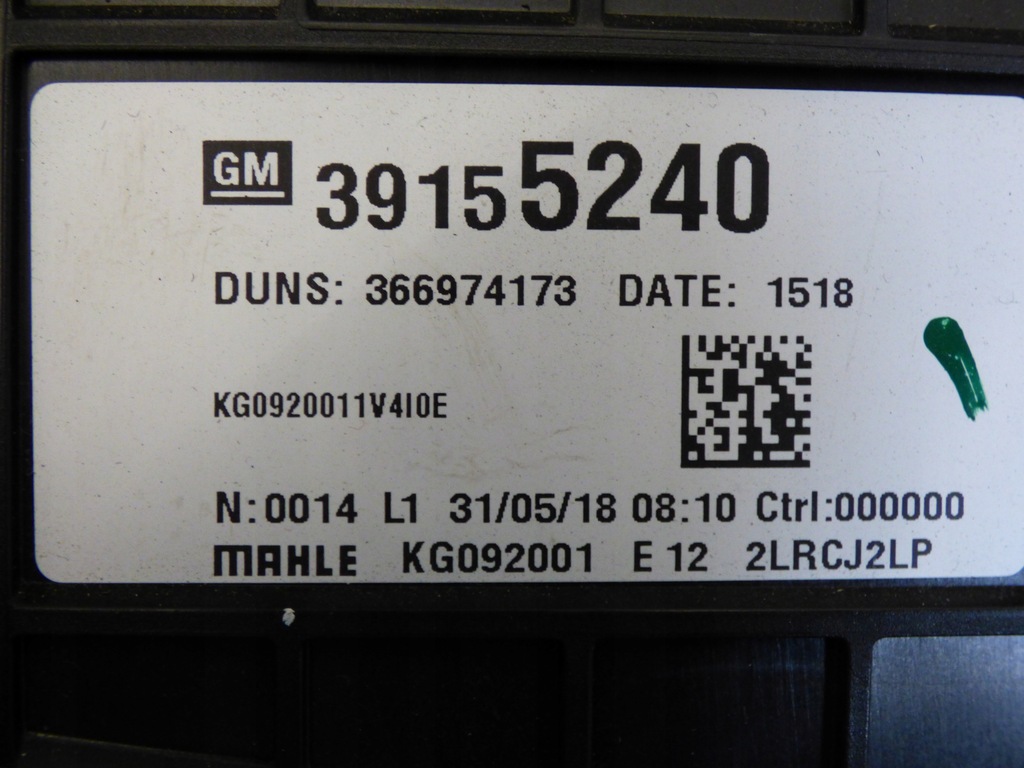 GM 39155240
DUNS: 366974173 DATE: 1518
KG0920011V4I0E
N:0014 L1 31/05/18 08:10 Ctrl:000000
MAHLE KG092001 E 12 2LRCJ2LP